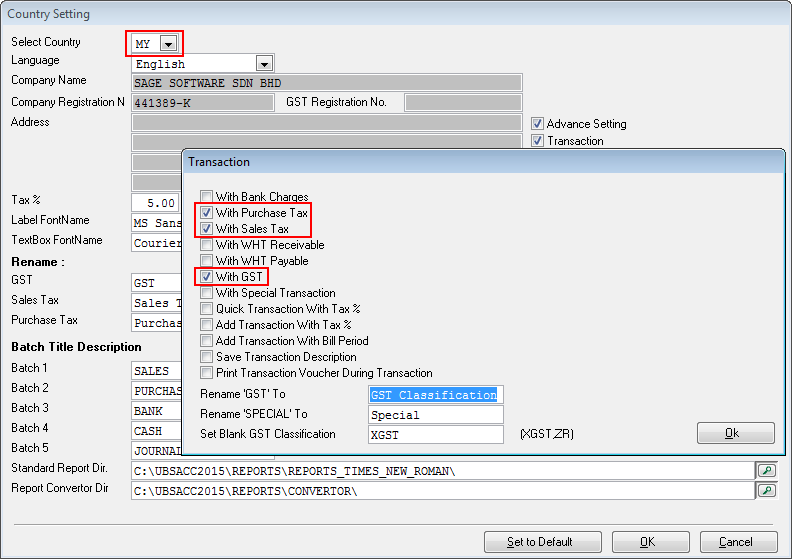 Country Setting
Select Country MY
Language English
Company Name SAGE SOFTWARE SDN BHD
Company Registration N 441389-K GST Registration No.
Address
Advance Setting
Transaction
Transaction
With Bank Charges
With Purchase Tax
With Sales Tax
With WHT Receivable
With WHT Payable
With GST
With Special Transaction
Quick Transaction With Tax %
Add Transaction With Tax %
Add Transaction With Bill Period
Save Transaction Description
Print Transaction Voucher During Transaction
Rename 'GST' To GST Classification
Rename 'SPECIAL' To Special
Set Blank GST Classification XGST (XGST,ZR)
Ok
Tax % 5.00
Label FontName MS Sans
TextBox FontName Courier
Rename :
GST GST
Sales Tax Sales T
Purchase Tax Purchas
Batch Title Description
Batch 1 SALES
Batch 2 PURCHAS
Batch 3 BANK
Batch 4 CASH
Batch 5 JOURNAL
Standard Report Dir. C:\UBSACC2015\REPORTS\REPORTS_TIMES_NEW_ROMAN\
Report Convertor Dir C:\UBSACC2015\REPORTS\CONVERTOR\
Set to Default OK Cancel